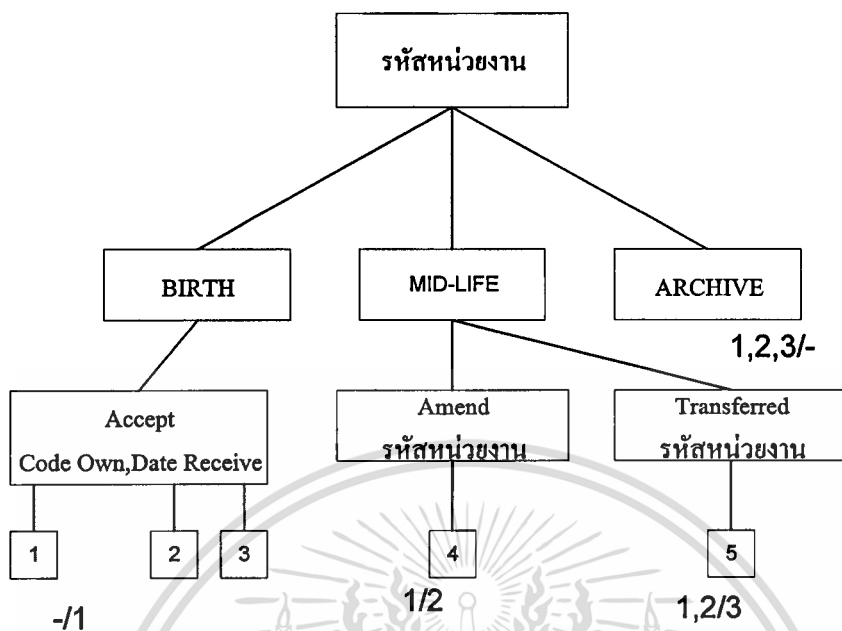 รหัสหน่วยงาน
BIRTH
MID-LIFE
ARCHIVE
1,2,3/-
Accept
Code Own,Date Receive
Amend
รหัสหน่วยงาน
Transferred
รหัสหน่วยงาน
1
2
3
4
5
-/1
1/2
1,2/3